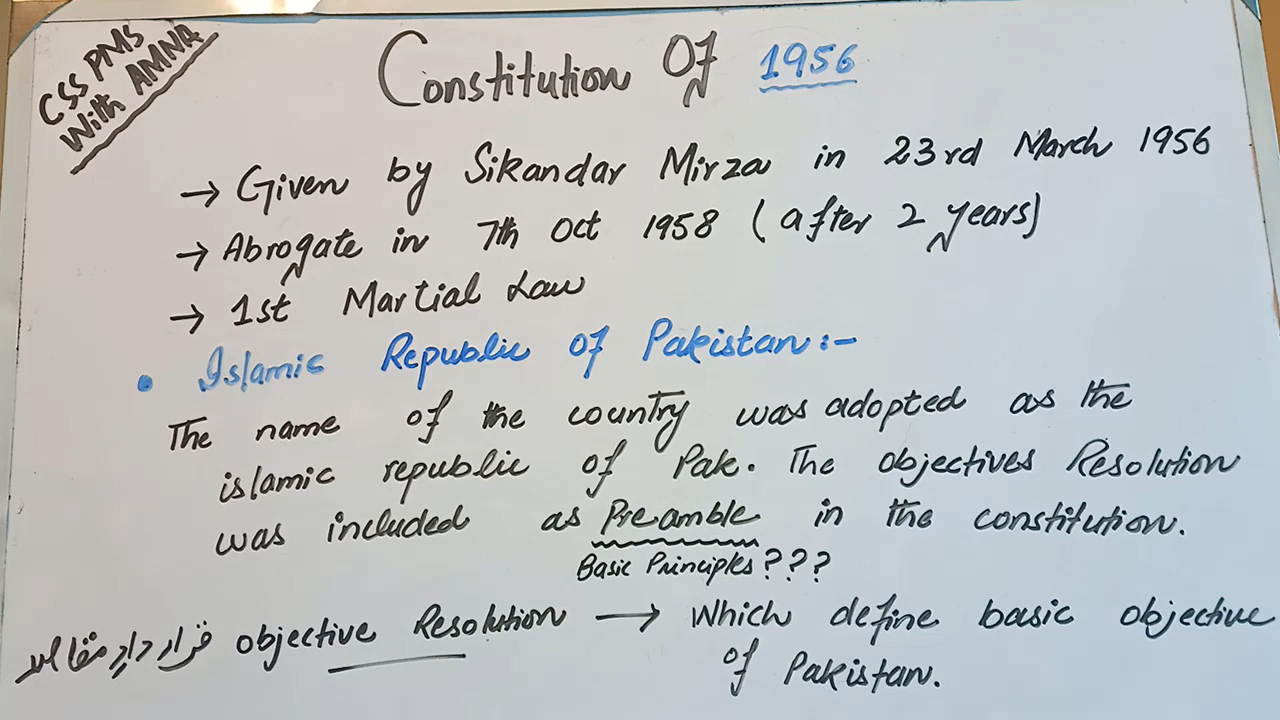 CSS PMS
With AMNA
Constitution Of 1956
→ Given by Sikandar Mirza in 23rd March 1956
→ Abrogate in 7th Oct 1958 (after 2 years)
→ 1st Martial Law
• Islamic Republic of Pakistan:-
The name of the country was adopted as the
islamic republic of Pak. The objectives Resolution
was included as Preamble in the constitution.
Basic Principles???
قرار داد مقاصد objective Resolution → Which define basic objective
of Pakistan.